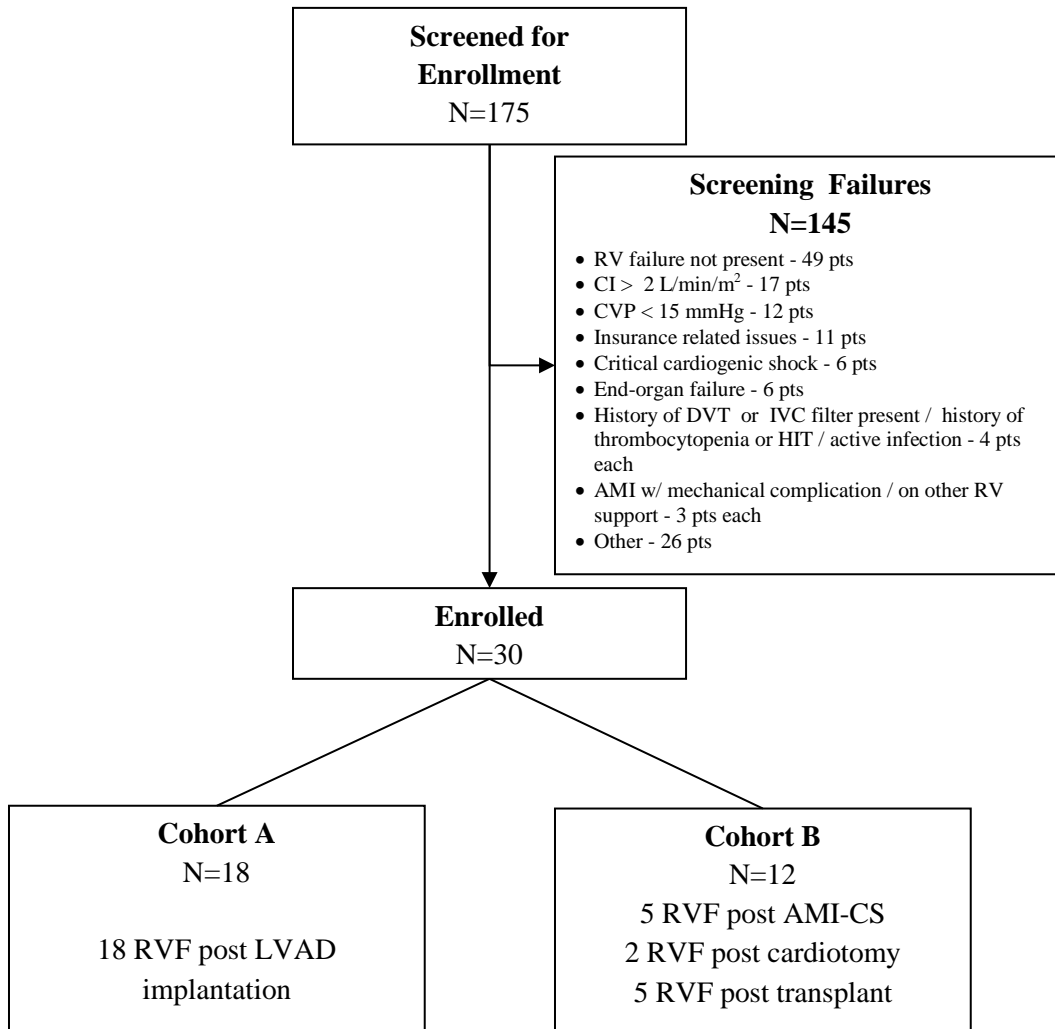 Screened for
Enrollment
N=175
Screening Failures
N=145
• RV failure not present - 49 pts
• CI > 2 L/min/m² - 17 pts
• CVP < 15 mmHg - 12 pts
• Insurance related issues - 11 pts
• Critical cardiogenic shock - 6 pts
• End-organ failure - 6 pts
• History of DVT or IVC filter present / history of
thrombocytopenia or HIT / active infection - 4 pts
each
• AMI w/ mechanical complication / on other RV
support - 3 pts each
• Other - 26 pts
Enrolled
N=30
Cohort A
N=18
18 RVF post LVAD
implantation
Cohort B
N=12
5 RVF post AMI-CS
2 RVF post cardiotomy
5 RVF post transplant